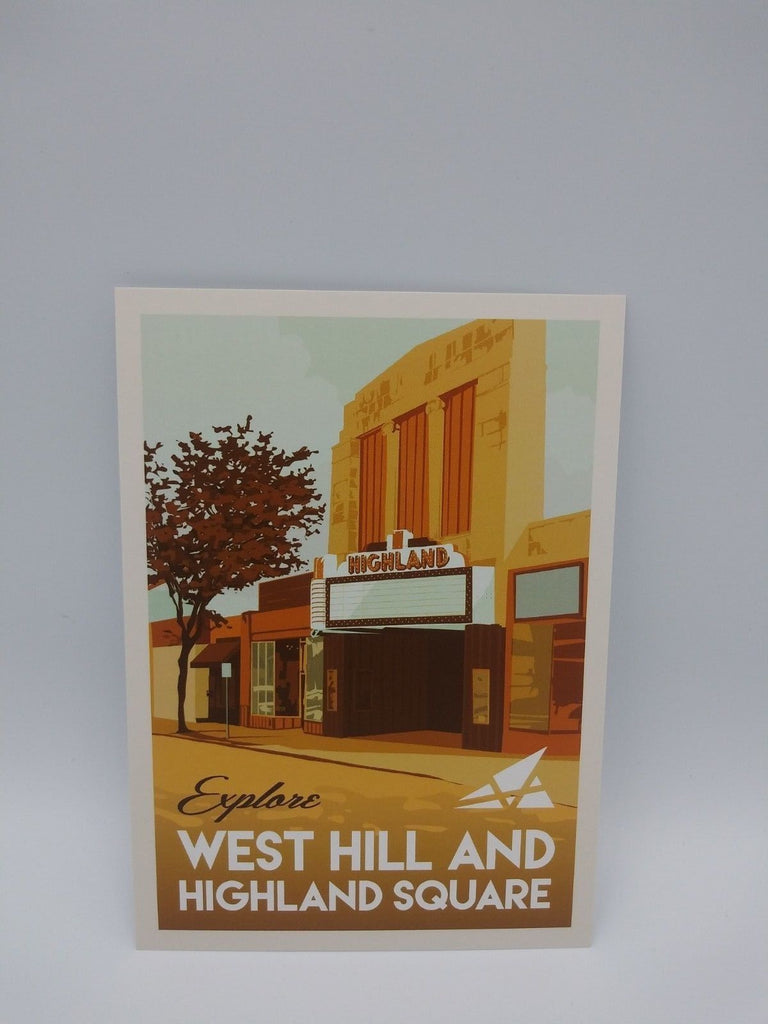 HIGHLAND
Explore
WEST HILL AND
HIGHLAND SQUARE